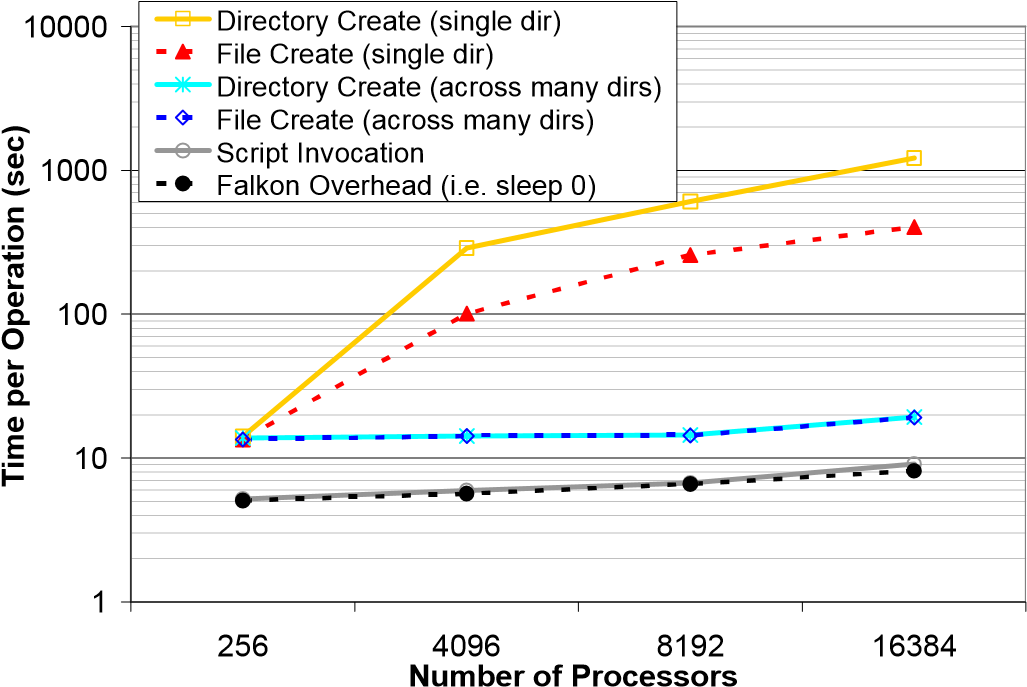 Directory Create (single dir)
File Create (single dir)
Directory Create (across many dirs)
File Create (across many dirs)
Script Invocation
Falkon Overhead (i.e. sleep 0)
Time per Operation (sec)
10000
1000
100
10
1
256 4096 8192 16384
Number of Processors